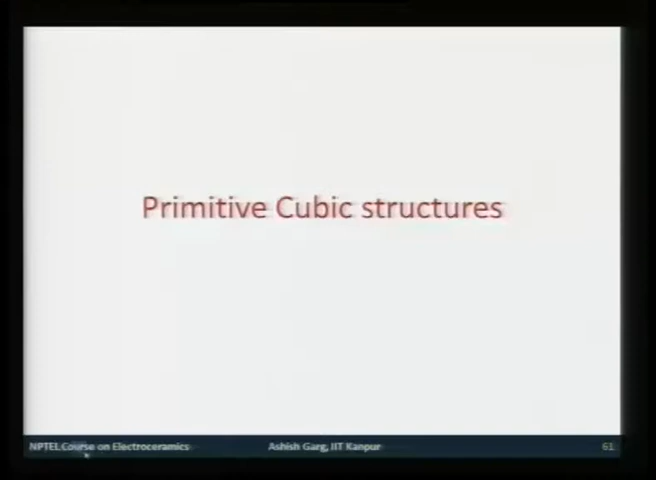 Primitive Cubic structures
NPTEL Course on Electroceramics
Ashish Garg, IIT Kanpur
61